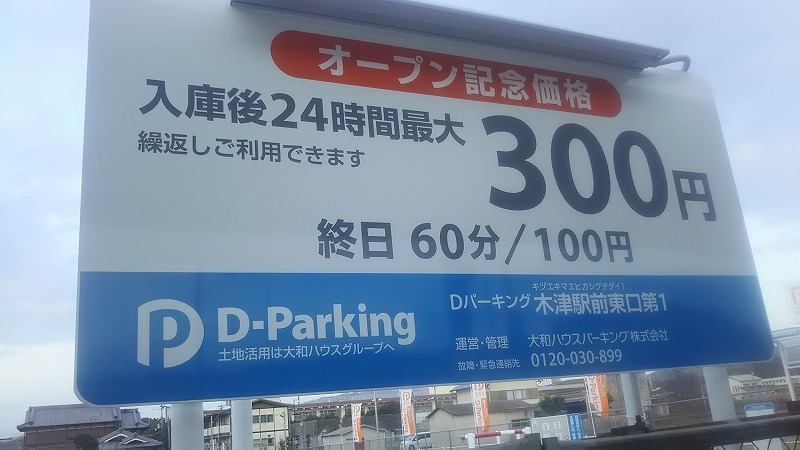 オープン記念価格
入庫後24時間最大
繰返しご利用できます
300円
終日 60分/100円
D-Parking
土地活用は大和ハウスグループへ
キヅエキマエヒガシグチダイ1
Dパーキング 木津駅前東口第1
運営・管理 大和ハウスパーキング株式会社
故障・緊急連絡先 0120-030-899